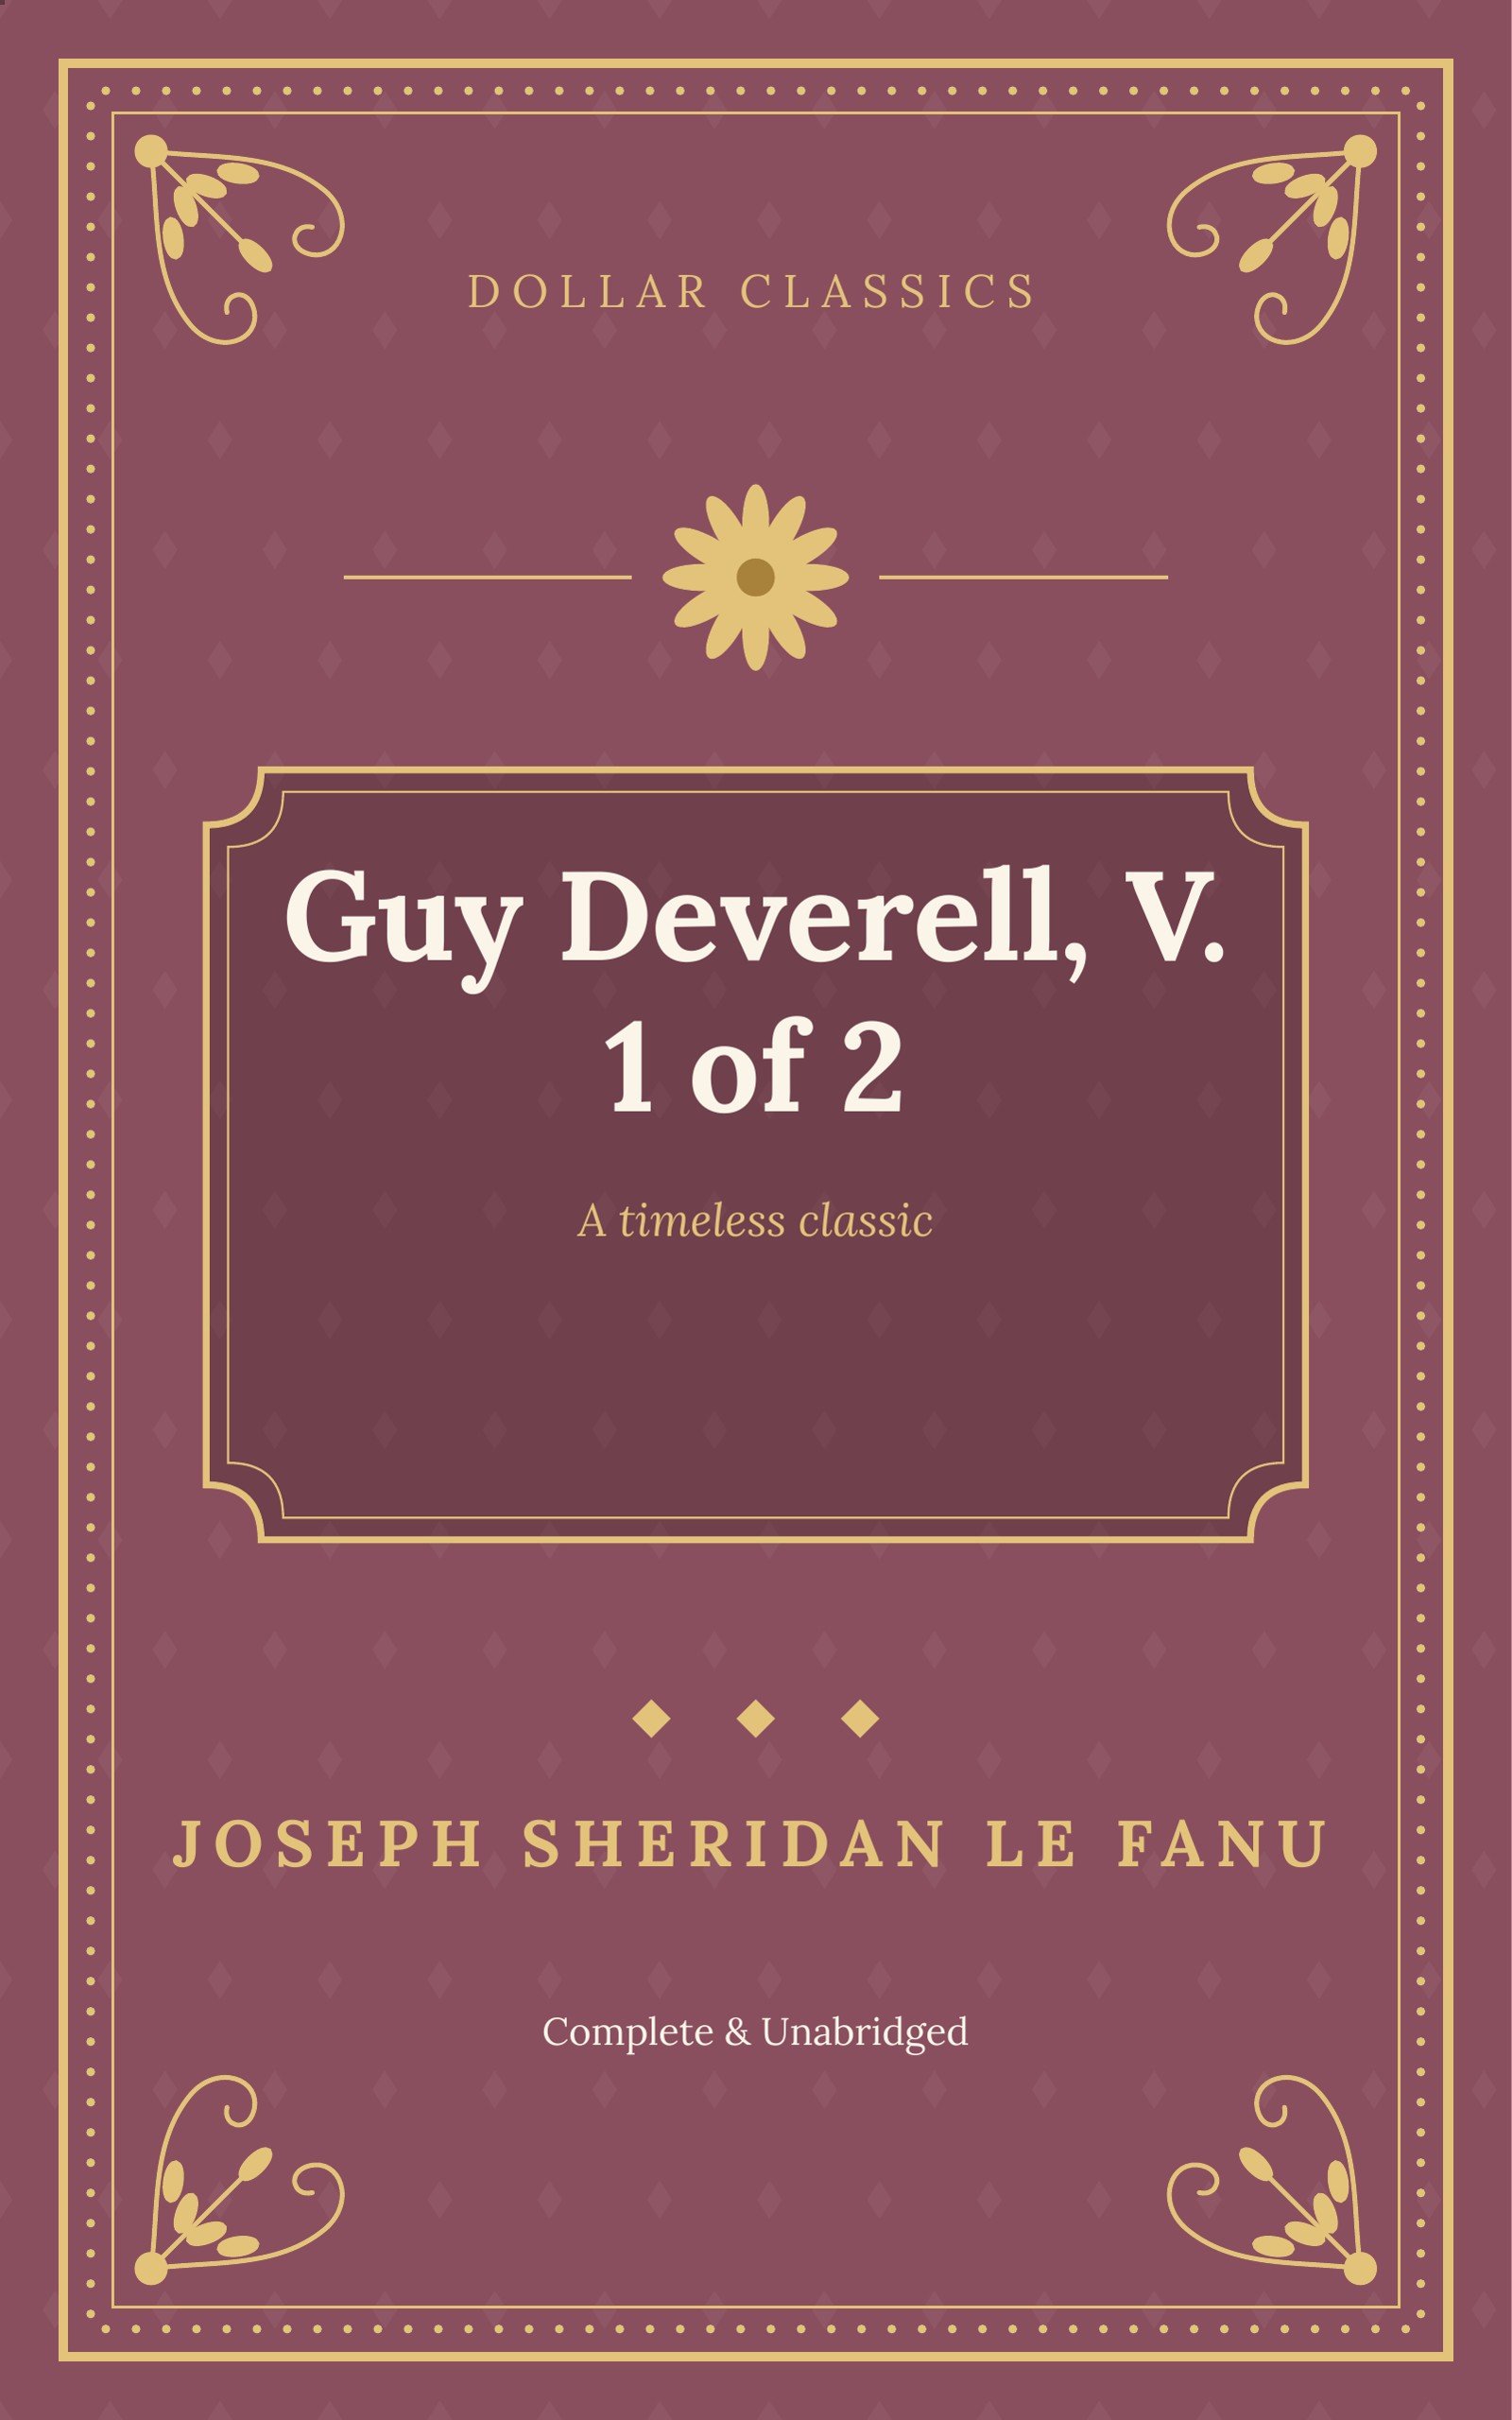 DOLLAR CLASSICS
Guy Deverell, V.
1 of 2
A timeless classic
JOSEPH SHERIDAN LE FANU
Complete & Unabridged